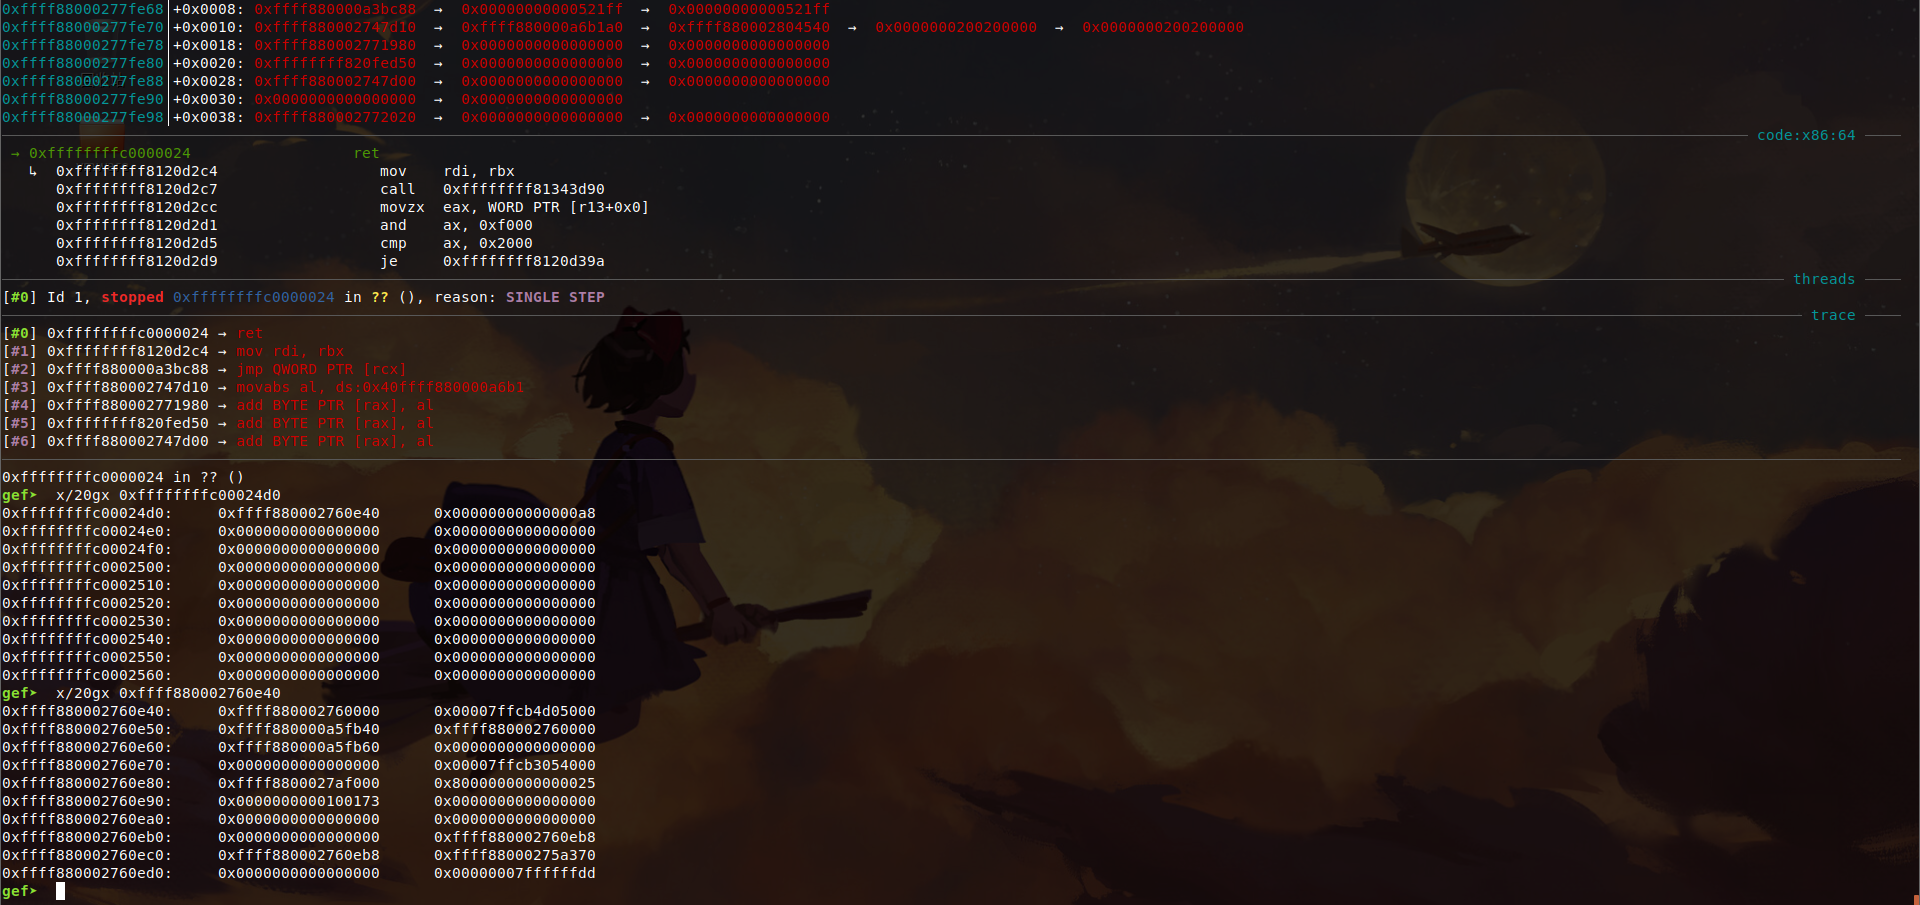 0xffff88000277fe68│+0x0008: 0xffff880000a3bc88  →  0x00000000000521ff  →  0x00000000000521ff
0xffff88000277fe70│+0x0010: 0xffff880002747d10  →  0xffff880000a6b1a0  →  0xffff880002804540  →  0x0000000200200000  →  0x0000000200200000
0xffff88000277fe78│+0x0018: 0xffff880002771980  →  0x0000000000000000  →  0x0000000000000000
0xffff88000277fe80│+0x0020: 0xffffffff820fed50  →  0x0000000000000000  →  0x0000000000000000
0xffff88000277fe88│+0x0028: 0xffff880002747d00  →  0x0000000000000000  →  0x0000000000000000
0xffff88000277fe90│+0x0030: 0x0000000000000000  →  0x0000000000000000
0xffff88000277fe98│+0x0038: 0xffff880002772020  →  0x0000000000000000  →  0x0000000000000000
code:x86:64
→ 0xffffffffc0000024                  ret
↳  0xffffffff8120d2c4                  mov    rdi, rbx
0xffffffff8120d2c7                  call   0xffffffff81343d90
0xffffffff8120d2cc                  movzx  eax, WORD PTR [r13+0x0]
0xffffffff8120d2d1                  and    ax, 0xf000
0xffffffff8120d2d5                  cmp    ax, 0x2000
0xffffffff8120d2d9                  je     0xffffffff8120d39a
threads
[#0] Id 1, stopped 0xffffffffc0000024 in ?? (), reason: SINGLE STEP
trace
[#0] 0xffffffffc0000024 → ret
[#1] 0xffffffff8120d2c4 → mov rdi, rbx
[#2] 0xffff880000a3bc88 → jmp QWORD PTR [rcx]
[#3] 0xffff880002747d10 → movabs al, ds:0x40ffff880000a6b1
[#4] 0xffff880002771980 → add BYTE PTR [rax], al
[#5] 0xffffffff820fed50 → add BYTE PTR [rax], al
[#6] 0xffff880002747d00 → add BYTE PTR [rax], al
0xffffffffc0000024 in ?? ()
gef➤  x/20gx 0xffffffffc00024d0
0xffffffffc00024d0:     0xffff880002760e40      0x00000000000000a8
0xffffffffc00024e0:     0x0000000000000000      0x0000000000000000
0xffffffffc00024f0:     0x0000000000000000      0x0000000000000000
0xffffffffc0002500:     0x0000000000000000      0x0000000000000000
0xffffffffc0002510:     0x0000000000000000      0x0000000000000000
0xffffffffc0002520:     0x0000000000000000      0x0000000000000000
0xffffffffc0002530:     0x0000000000000000      0x0000000000000000
0xffffffffc0002540:     0x0000000000000000      0x0000000000000000
0xffffffffc0002550:     0x0000000000000000      0x0000000000000000
0xffffffffc0002560:     0x0000000000000000      0x0000000000000000
gef➤  x/20gx 0xffff880002760e40
0xffff880002760e40:     0xffff880002760000      0x00007ffcb4d05000
0xffff880002760e50:     0xffff880000a5fb40      0xffff880002760000
0xffff880002760e60:     0xffff880000a5fb60      0x0000000000000000
0xffff880002760e70:     0x0000000000000000      0x00007ffcb3054000
0xffff880002760e80:     0xffff8800027af000      0x8000000000000025
0xffff880002760e90:     0x0000000000100173      0x0000000000000000
0xffff880002760ea0:     0x0000000000000000      0x0000000000000000
0xffff880002760eb0:     0x0000000000000000      0xffff880002760eb8
0xffff880002760ec0:     0xffff880002760eb8      0xffff88000275a370
0xffff880002760ed0:     0x0000000000000000      0x00000007ffffffdd
gef➤